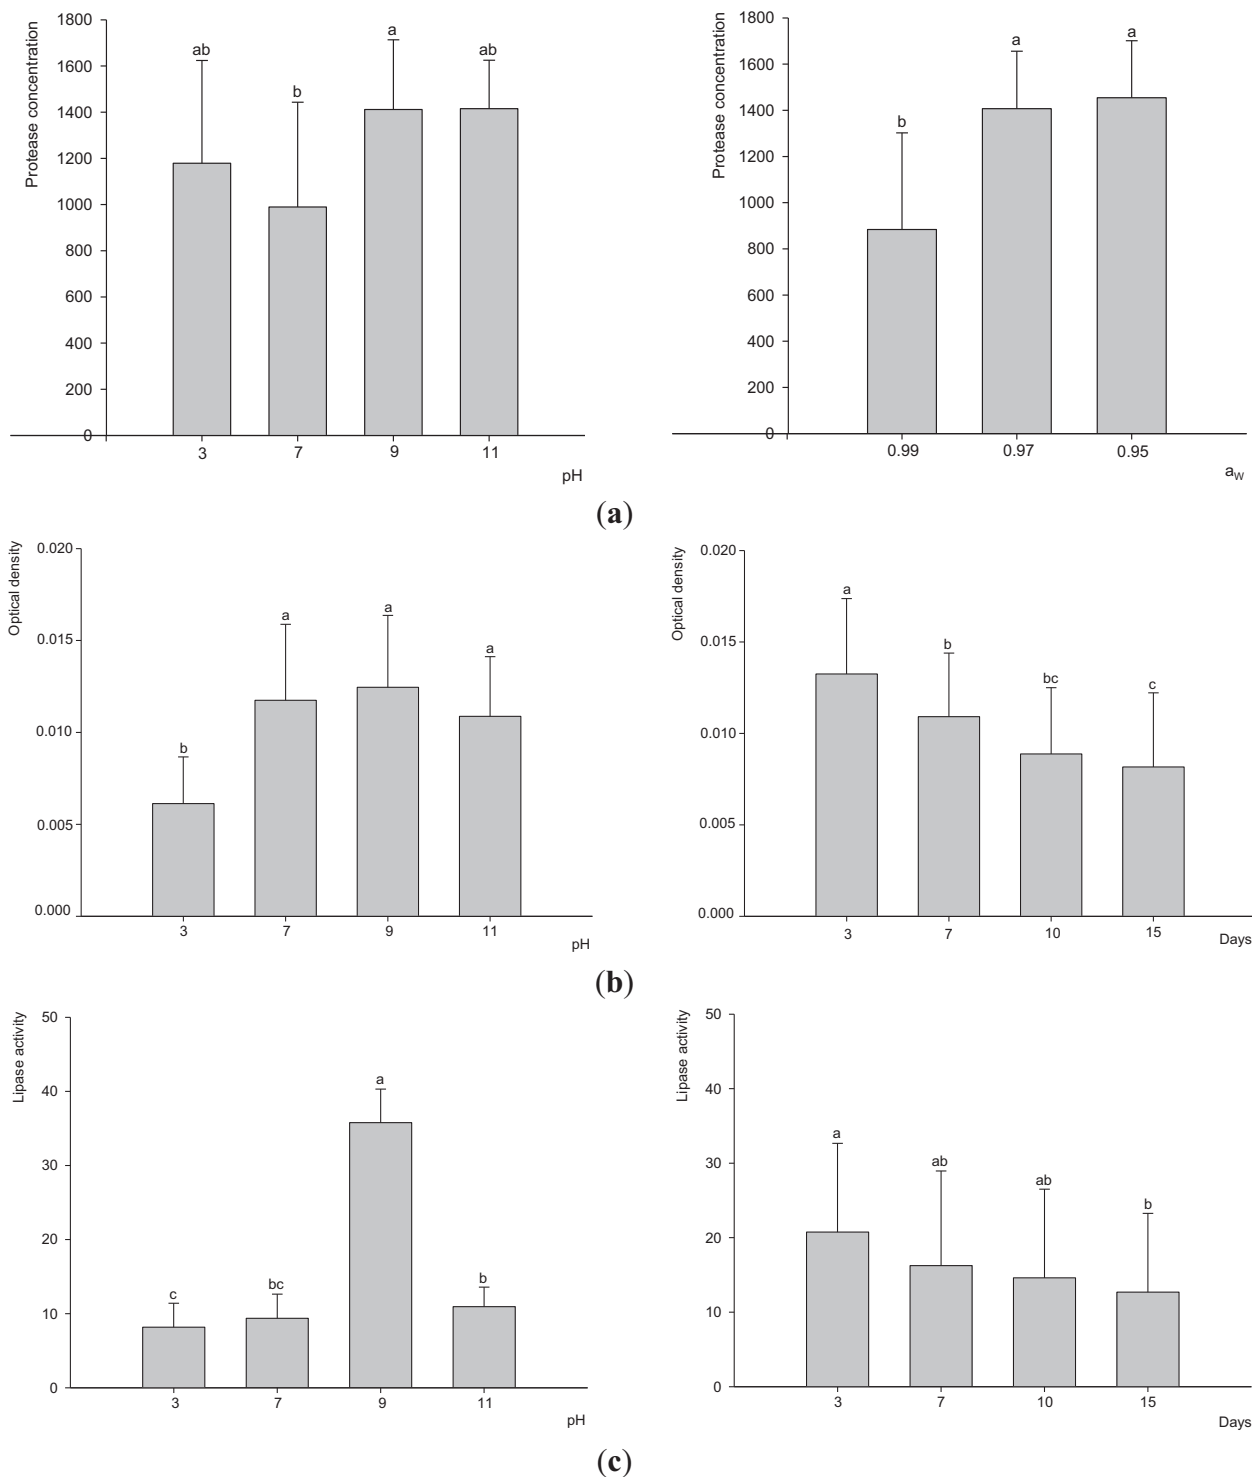 Protease concentration
1800
1600
1400
1200
1000
800
600
400
200
0
ab
b
a
ab
3 7 9 11
pH
Protease concentration
1800
1600
1400
1200
1000
800
600
400
200
0
b
a
a
0.99 0.97 0.95
aw
(a)
Optical density
0.020
0.015
0.010
0.005
0.000
b
a
a
a
3 7 9 11
pH
Optical density
0.020
0.015
0.010
0.005
0.000
a
b
bc
c
3 7 10 15
Days
(b)
Lipase activity
50
40
30
20
10
0
c
bc
a
b
3 7 9 11
pH
Lipase activity
50
40
30
20
10
0
a
ab
ab
b
3 7 10 15
Days
(c)